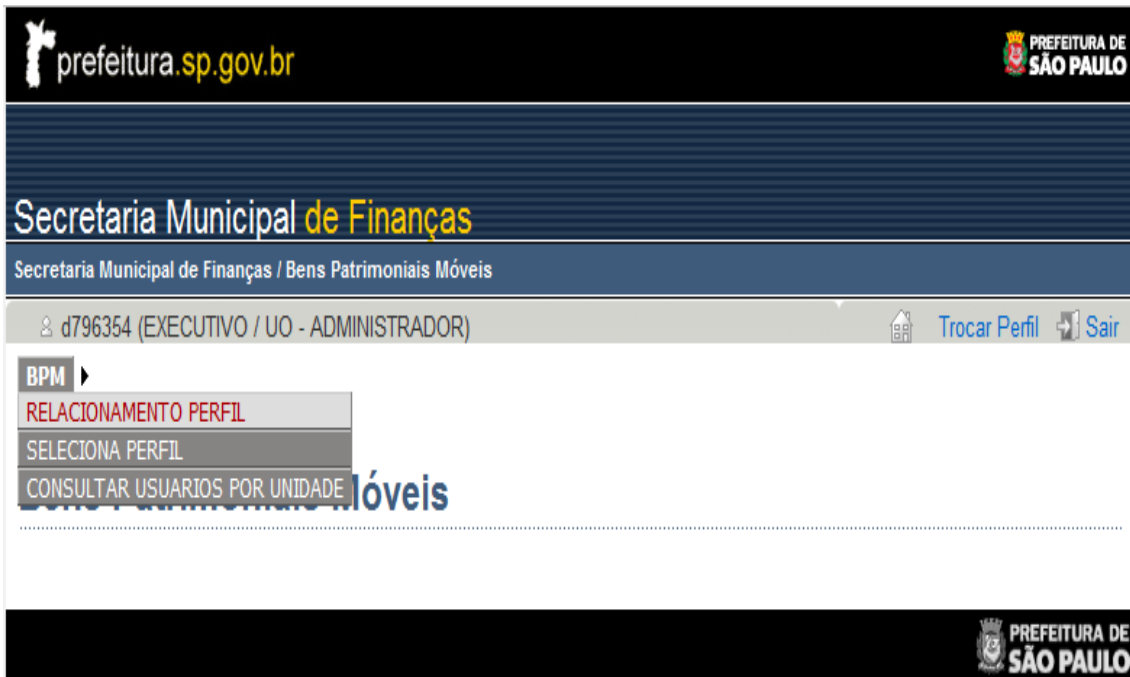 prefeitura.sp.gov.br
PREFEITURA DE
SÃO PAULO
Secretaria Municipal de Finanças
Secretaria Municipal de Finanças / Bens Patrimoniais Móveis
d796354 (EXECUTIVO / UO - ADMINISTRADOR) Trocar Perfil Sair
BPM
RELACIONAMENTO PERFIL
SELECIONA PERFIL
CONSULTAR USUARIOS POR UNIDADE
Móveis
PREFEITURA DE
SÃO PAULO